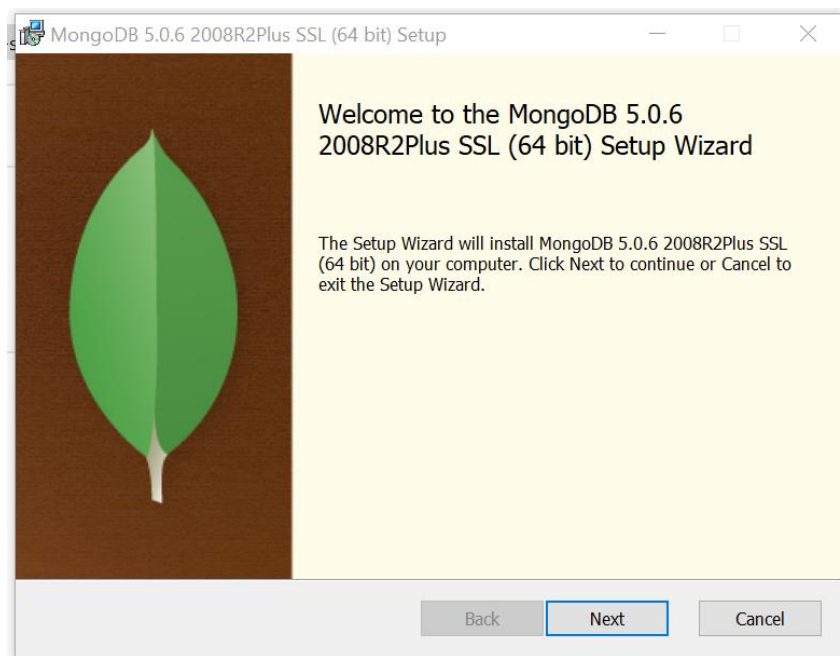 MongoDB 5.0.6 2008R2Plus SSL (64 bit) Setup
Welcome to the MongoDB 5.0.6
2008R2Plus SSL (64 bit) Setup Wizard
The Setup Wizard will install MongoDB 5.0.6 2008R2Plus SSL
(64 bit) on your computer. Click Next to continue or Cancel to
exit the Setup Wizard.
Back Next Cancel